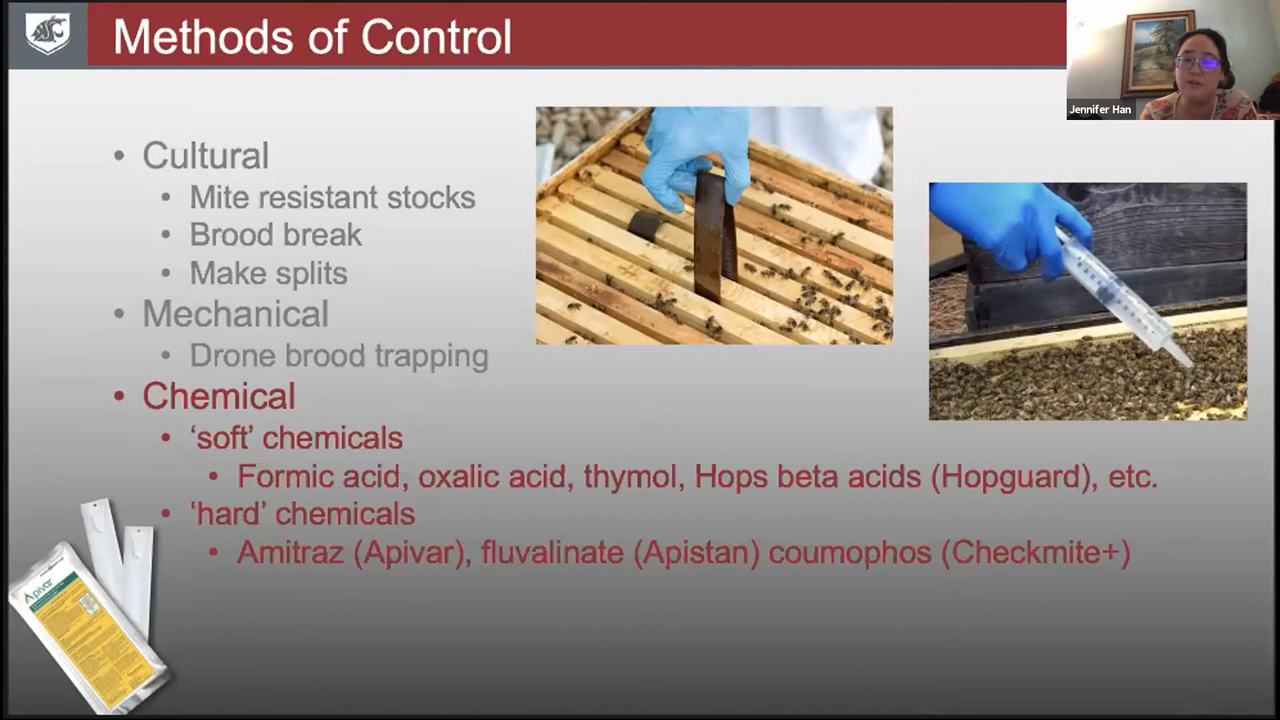 Methods of Control
Jennifer Han
• Cultural
• Mite resistant stocks
• Brood break
• Make splits
• Mechanical
• Drone brood trapping
• Chemical
• ‘soft’ chemicals
• Formic acid, oxalic acid, thymol, Hops beta acids (Hopguard), etc.
• ‘hard’ chemicals
• Amitraz (Apivar), fluvalinate (Apistan) coumophos (Checkmite+)
Apivar